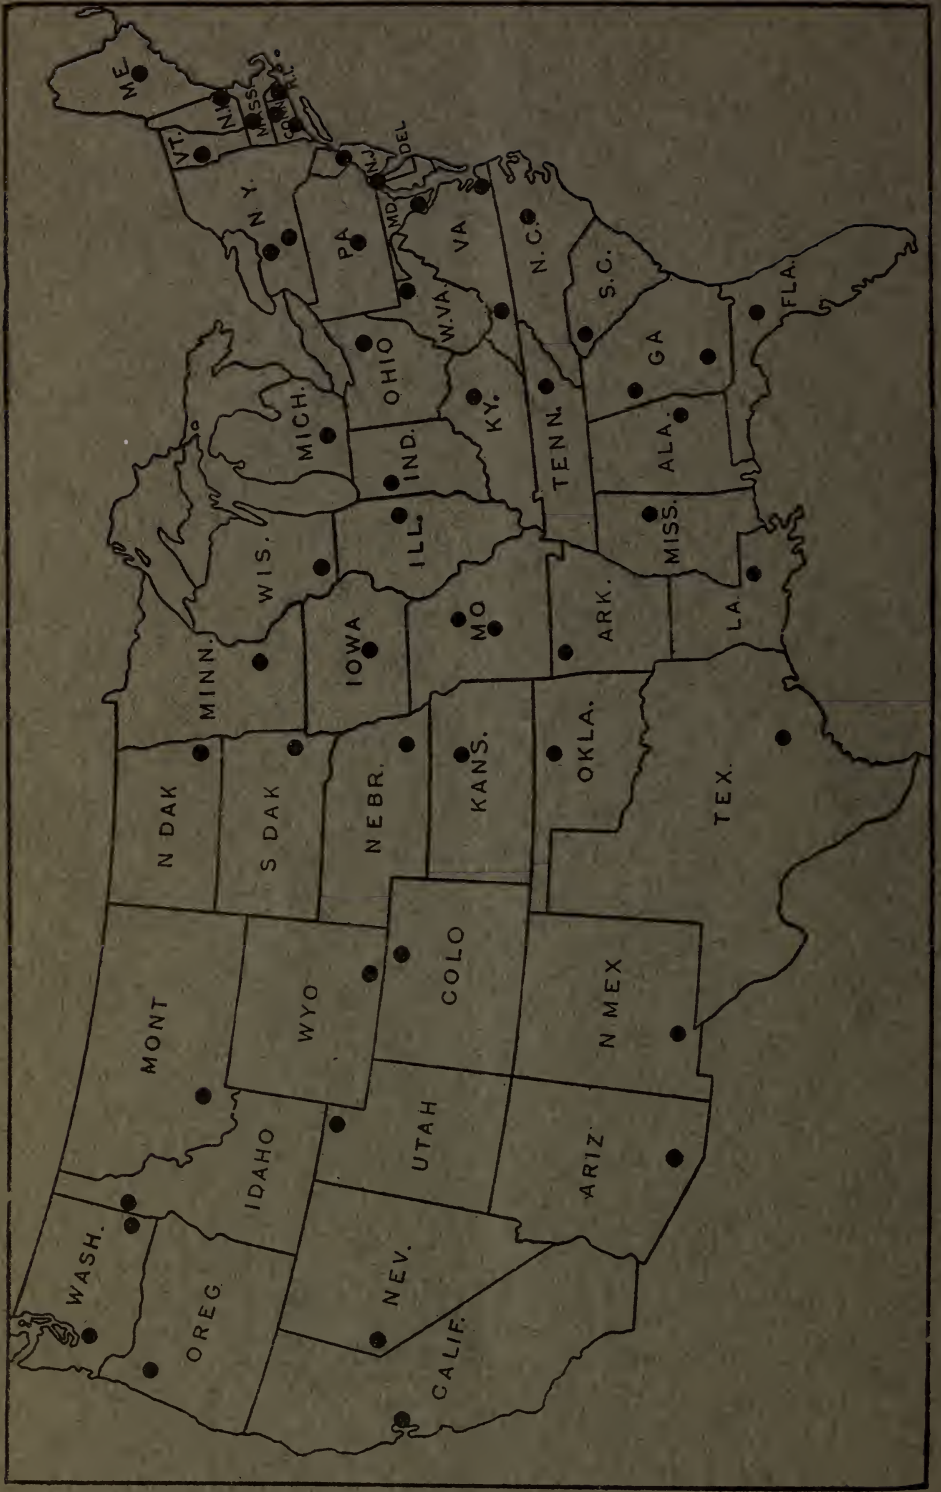 WASH.
OREG
CALIF.
NEV.
IDAHO
MONT
WYO
UTAH
ARIZ
COLO
N MEX
N DAK
S DAK
NEBR.
KANS.
OKLA.
TEX.
MINN.
IOWA
MO
ARK.
LA.
WIS.
ILL.
MICH.
IND.
OHIO
KY.
TENN.
MISS.
ALA.
GA
FLA.
S.C.
N.C.
VA
W.VA.
MD
DEL
N.J
PA
N Y.
VT.
N.H
ME
MASS.
CONN
R.I.